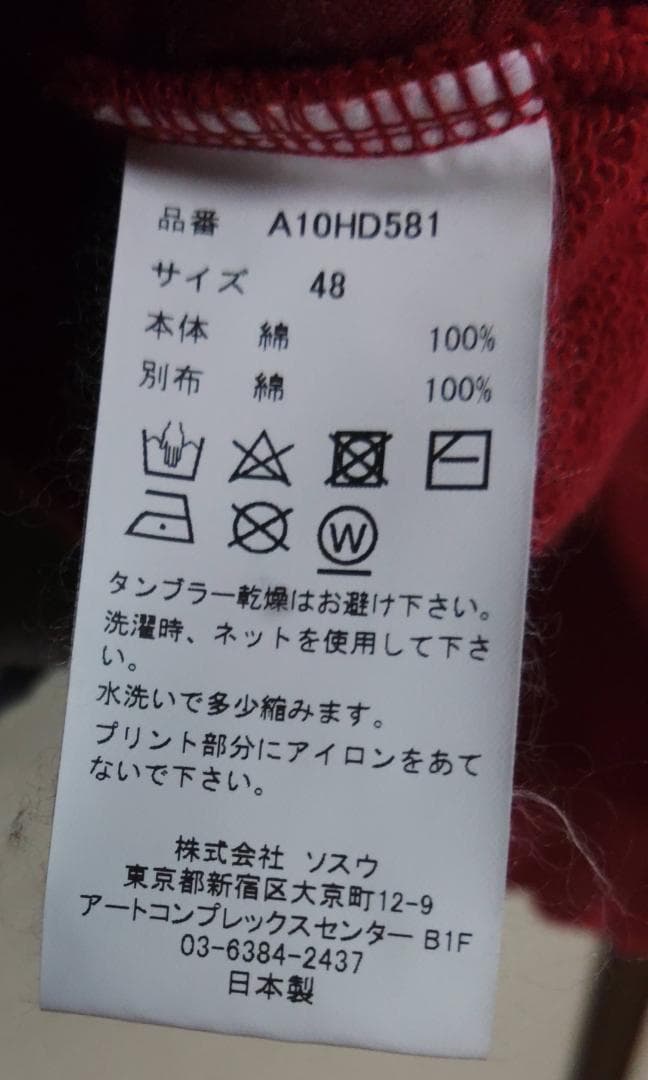 品番 A10HD581
サイズ 48
本体 綿 100%
別布 綿 100%
W
タンブラー乾燥はお避け下さい。
洗濯時、ネットを使用して下さ
い。
水洗いで多少縮みます。
プリント部分にアイロンをあて
ないで下さい。
株式会社 ソスウ
東京都新宿区大京町12-9
アートコンプレックスセンター B1F
03-6384-2437
日本製